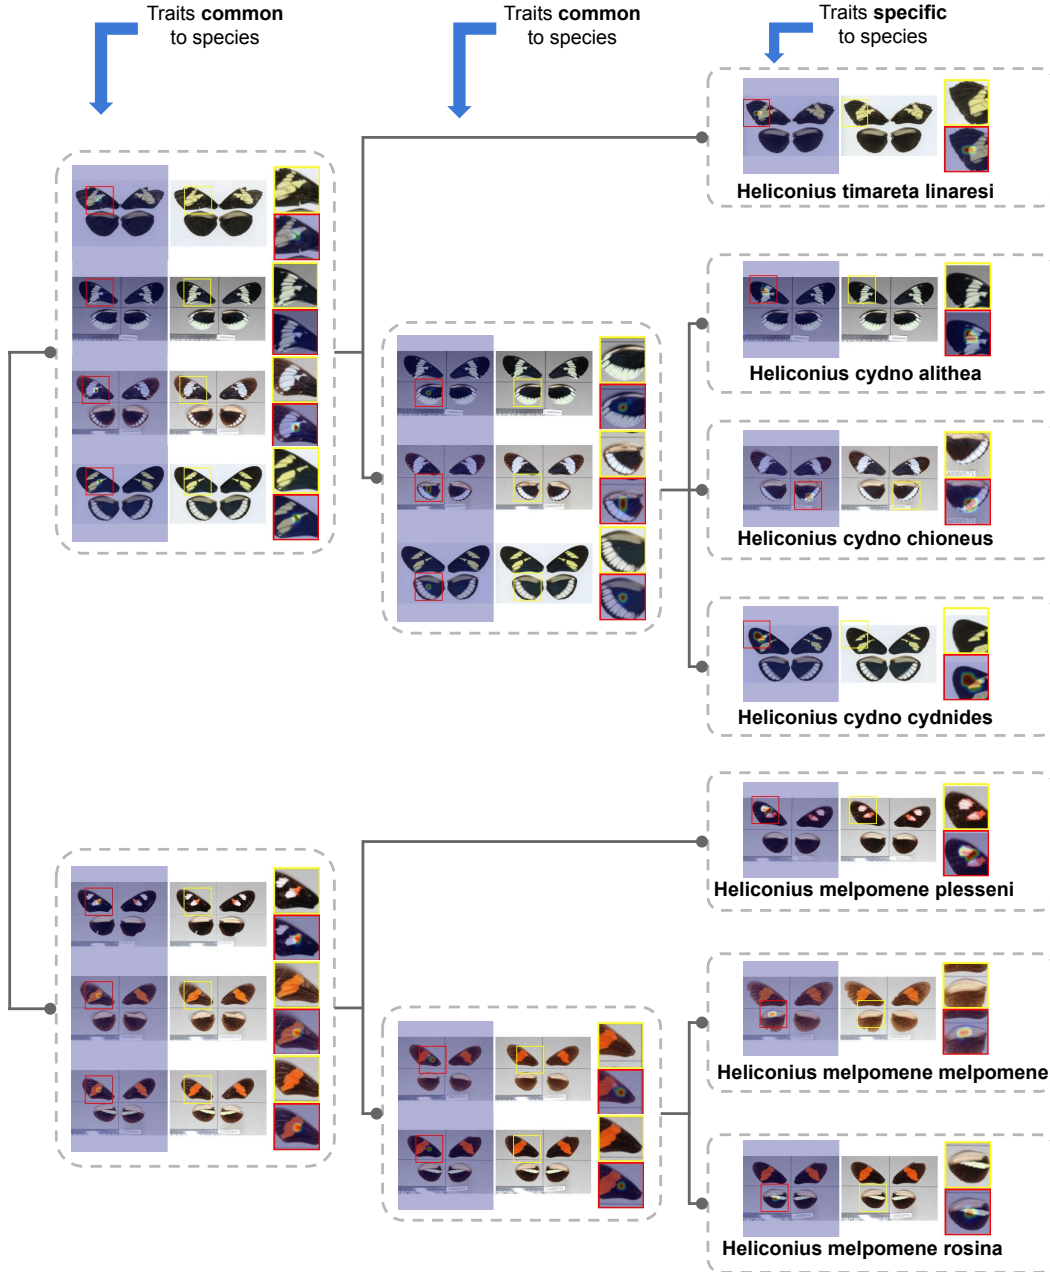 Traits common
to species
Traits common
to species
Traits specific
to species
Heliconius timareta linaresi
Heliconius cydno alithea
Heliconius cydno chioneus
Heliconius cydno cydnides
Heliconius melpomene plesseni
Heliconius melpomene melpomene
Heliconius melpomene rosina